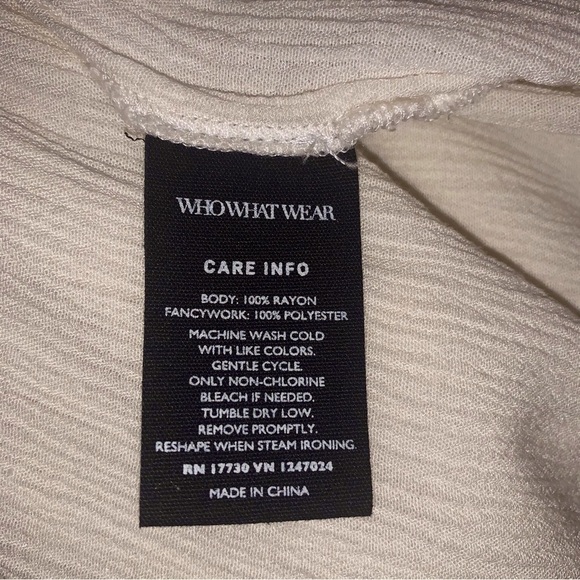 WHO WHAT WEAR
CARE INFO
BODY: 100% RAYON
FANCYWORK: 100% POLYESTER
MACHINE WASH COLD
WITH LIKE COLORS.
GENTLE CYCLE.
ONLY NON-CHLORINE
BLEACH IF NEEDED.
TUMBLE DRY LOW.
REMOVE PROMPTLY.
RESHAPE WHEN STEAM IRONING.
RN 17730 VN 1247024
MADE IN CHINA